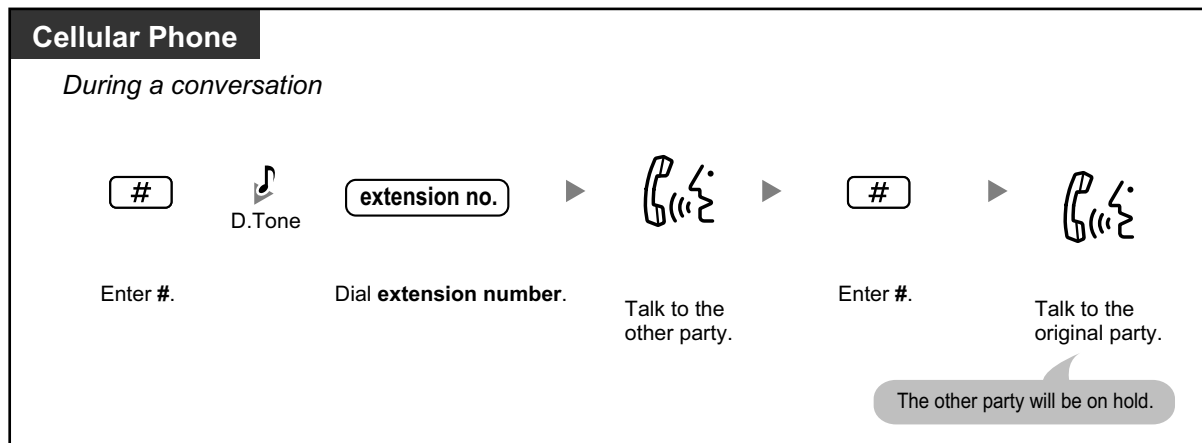 Cellular Phone
During a conversation
#
D.Tone
extension no.
#
Enter #.
Dial extension number.
Talk to the
other party.
Enter #.
Talk to the
original party.
The other party will be on hold.